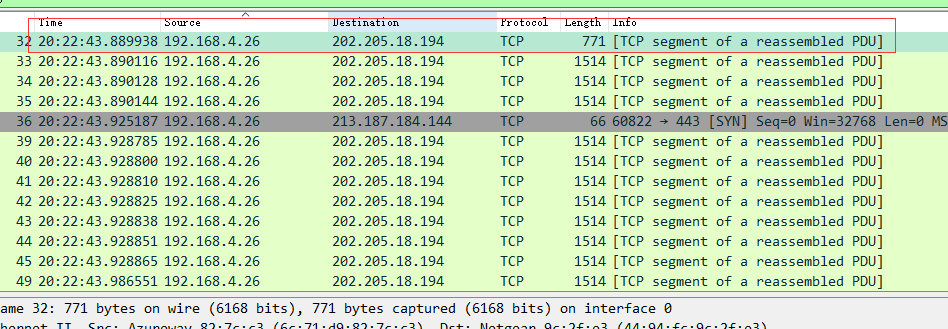 Time Source Destination Protocol Length Info
32 20:22:43.889938 192.168.4.26 202.205.18.194 TCP 771 [TCP segment of a reassembled PDU]
33 20:22:43.890116 192.168.4.26 202.205.18.194 TCP 1514 [TCP segment of a reassembled PDU]
34 20:22:43.890128 192.168.4.26 202.205.18.194 TCP 1514 [TCP segment of a reassembled PDU]
35 20:22:43.890144 192.168.4.26 202.205.18.194 TCP 1514 [TCP segment of a reassembled PDU]
36 20:22:43.925187 192.168.4.26 213.187.184.144 TCP 66 60822 → 443 [SYN] Seq=0 Win=32768 Len=0 MS
39 20:22:43.928785 192.168.4.26 202.205.18.194 TCP 1514 [TCP segment of a reassembled PDU]
40 20:22:43.928800 192.168.4.26 202.205.18.194 TCP 1514 [TCP segment of a reassembled PDU]
41 20:22:43.928810 192.168.4.26 202.205.18.194 TCP 1514 [TCP segment of a reassembled PDU]
42 20:22:43.928825 192.168.4.26 202.205.18.194 TCP 1514 [TCP segment of a reassembled PDU]
43 20:22:43.928838 192.168.4.26 202.205.18.194 TCP 1514 [TCP segment of a reassembled PDU]
44 20:22:43.928851 192.168.4.26 202.205.18.194 TCP 1514 [TCP segment of a reassembled PDU]
45 20:22:43.928865 192.168.4.26 202.205.18.194 TCP 1514 [TCP segment of a reassembled PDU]
49 20:22:43.986551 192.168.4.26 202.205.18.194 TCP 1514 [TCP segment of a reassembled PDU]
ame 32: 771 bytes on wire (6168 bits), 771 bytes captured (6168 bits) on interface 0
hernet II, Src: Azureway 82:7c:c3 (6c:71:d9:82:7c:c3), Dst: Netgear 9c:2f:e3 (44:94:fc:9c:2f:e3)